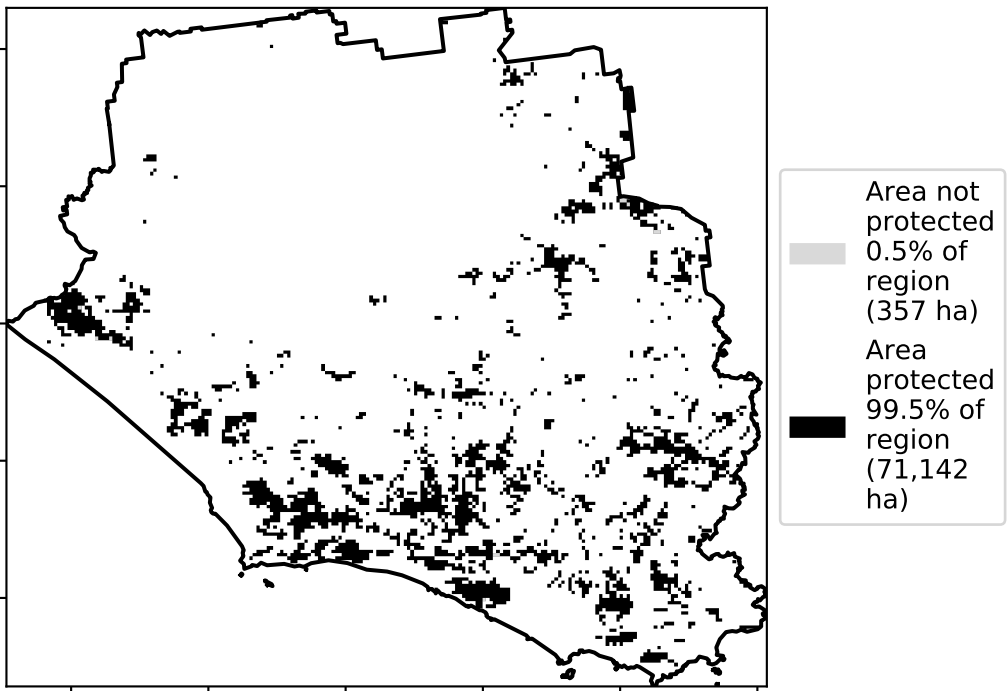 Area not
protected
0.5% of
region
(357 ha)
Area
protected
99.5% of
region
(71,142
ha)